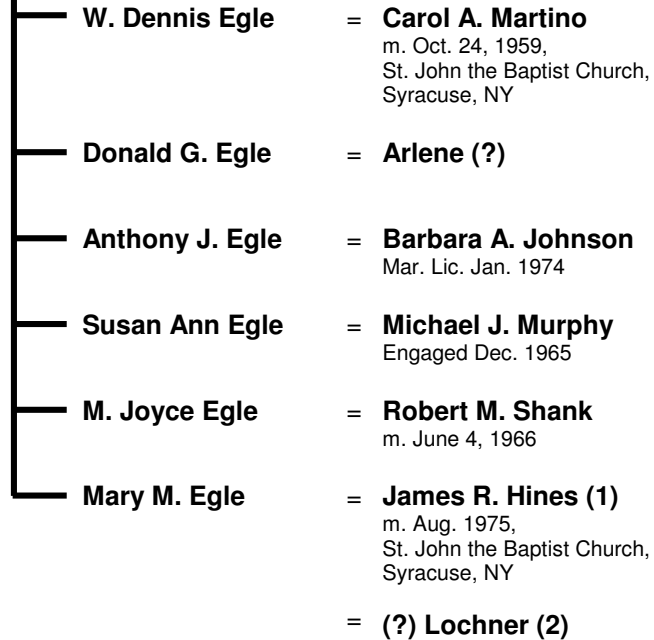 W. Dennis Egle = Carol A. Martino
m. Oct. 24, 1959,
St. John the Baptist Church,
Syracuse, NY
Donald G. Egle = Arlene (?)
Anthony J. Egle = Barbara A. Johnson
Mar. Lic. Jan. 1974
Susan Ann Egle = Michael J. Murphy
Engaged Dec. 1965
M. Joyce Egle = Robert M. Shank
m. June 4, 1966
Mary M. Egle = James R. Hines (1)
m. Aug. 1975,
St. John the Baptist Church,
Syracuse, NY
= (?) Lochner (2)